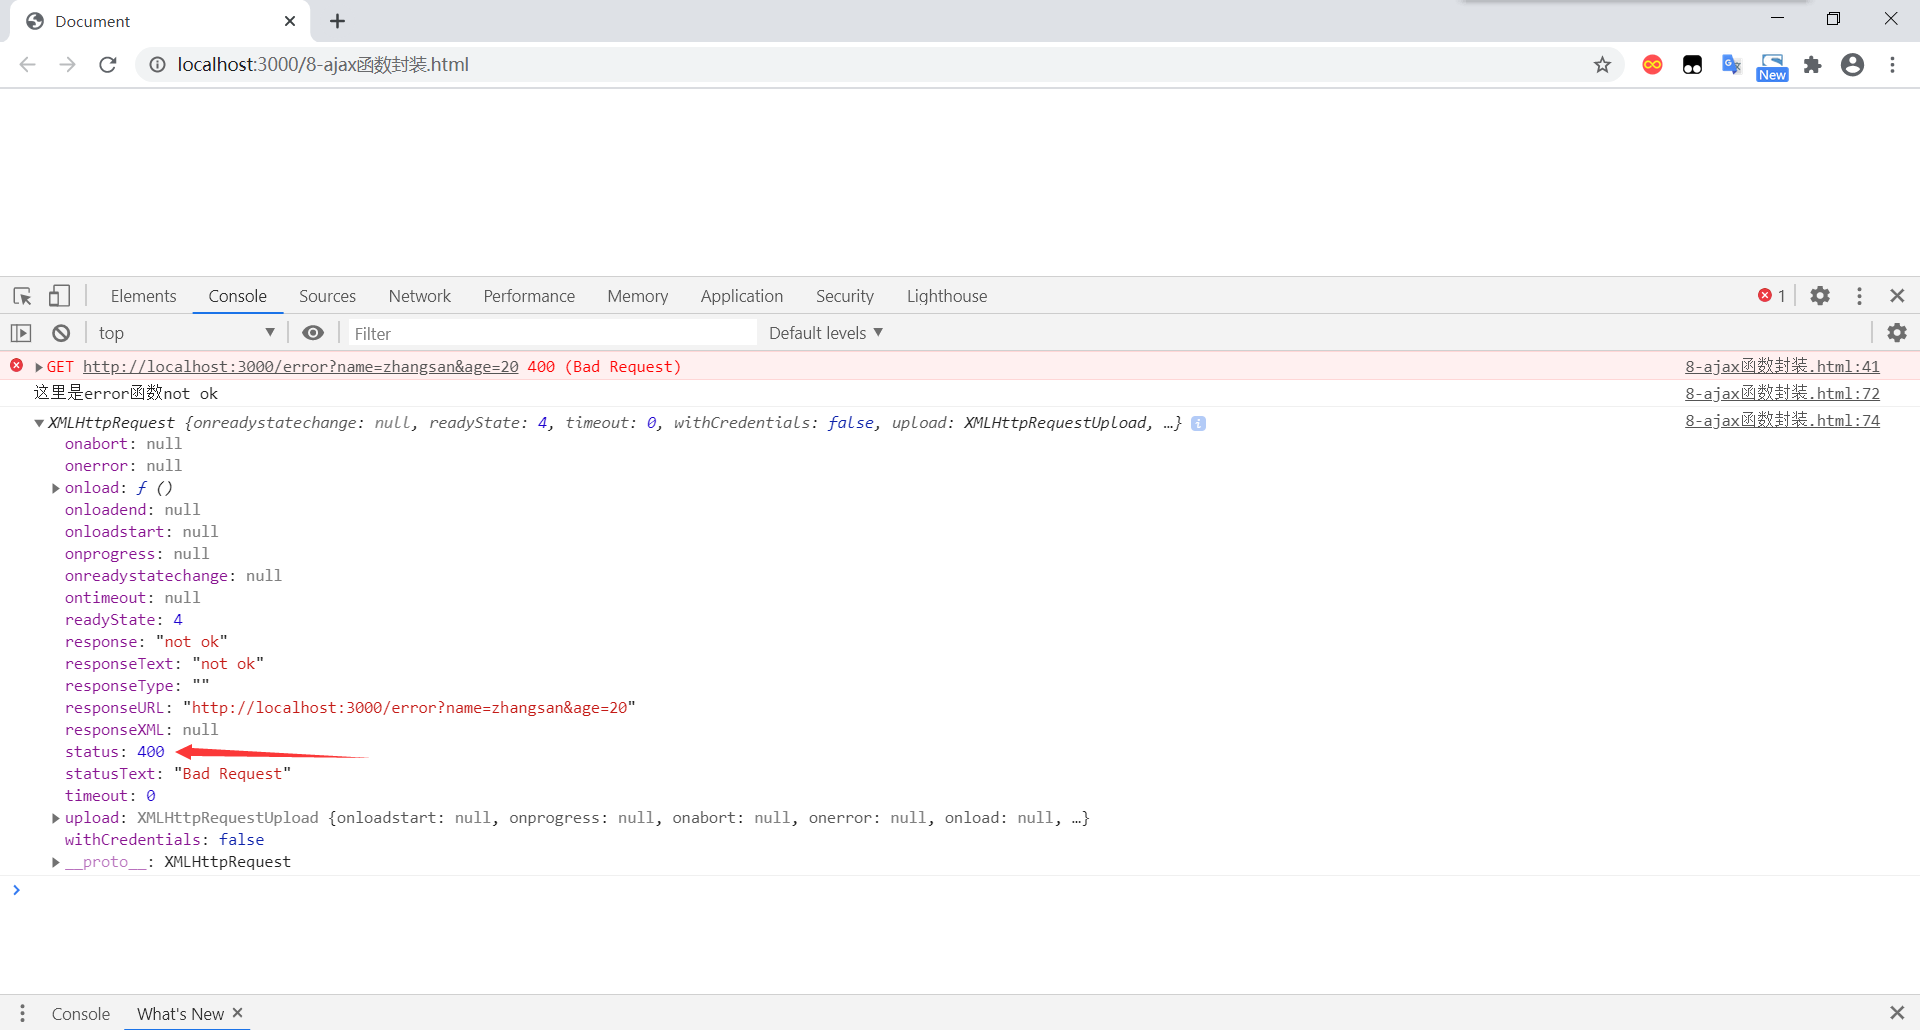 Document
localhost:3000/8-ajax函数封装.html
New
Elements Console Sources Network Performance Memory Application Security Lighthouse 1
top Filter Default levels
GET http://localhost:3000/error?name=zhangsan&age=20 400 (Bad Request) 8-ajax函数封装.html:41
这里是error函数not ok 8-ajax函数封装.html:72
XMLHttpRequest {onreadystatechange: null, readyState: 4, timeout: 0, withCredentials: false, upload: XMLHttpRequestUpload, …} i 8-ajax函数封装.html:74
onabort: null
onerror: null
onload: ƒ ()
onloadend: null
onloadstart: null
onprogress: null
onreadystatechange: null
ontimeout: null
readyState: 4
response: "not ok"
responseText: "not ok"
responseType: ""
responseURL: "http://localhost:3000/error?name=zhangsan&age=20"
responseXML: null
status: 400
statusText: "Bad Request"
timeout: 0
upload: XMLHttpRequestUpload {onloadstart: null, onprogress: null, onabort: null, onerror: null, onload: null, …}
withCredentials: false
__proto__: XMLHttpRequest
Console What's New